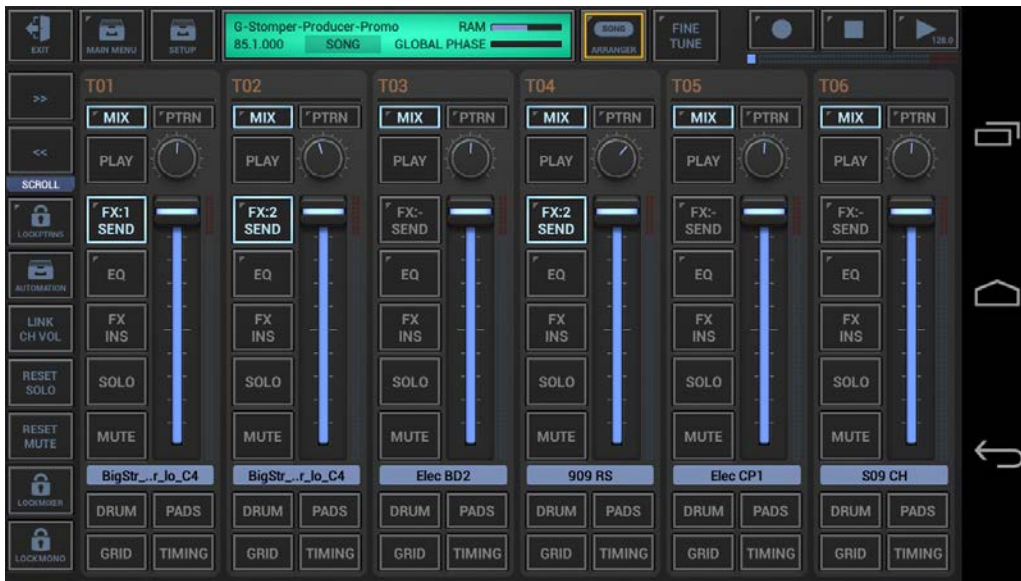 EXIT
MAIN MENU
SETUP
G-Stomper-Producer-Promo RAM
85.1.000 SONG GLOBAL PHASE
SONG
ARRANGER
FINE
TUNE
128.0
>>
<<
SCROLL
LOCKPTRNS
AUTOMATION
LINK
CH VOL
RESET
SOLO
RESET
MUTE
LOCKMIXER
LOCKMONO
T01
MIX PTRN
PLAY
FX:1
SEND
EQ
FX
INS
SOLO
MUTE
BigStr_..r_lo_C4
DRUM PADS
GRID TIMING
T02
MIX PTRN
PLAY
FX:2
SEND
EQ
FX
INS
SOLO
MUTE
BigStr_..r_lo_C4
DRUM PADS
GRID TIMING
T03
MIX PTRN
PLAY
FX:-
SEND
EQ
FX
INS
SOLO
MUTE
Elec BD2
DRUM PADS
GRID TIMING
T04
MIX PTRN
PLAY
FX:2
SEND
EQ
FX
INS
SOLO
MUTE
909 RS
DRUM PADS
GRID TIMING
T05
MIX PTRN
PLAY
FX:-
SEND
EQ
FX
INS
SOLO
MUTE
Elec CP1
DRUM PADS
GRID TIMING
T06
MIX PTRN
PLAY
FX:-
SEND
EQ
FX
INS
SOLO
MUTE
S09 CH
DRUM PADS
GRID TIMING